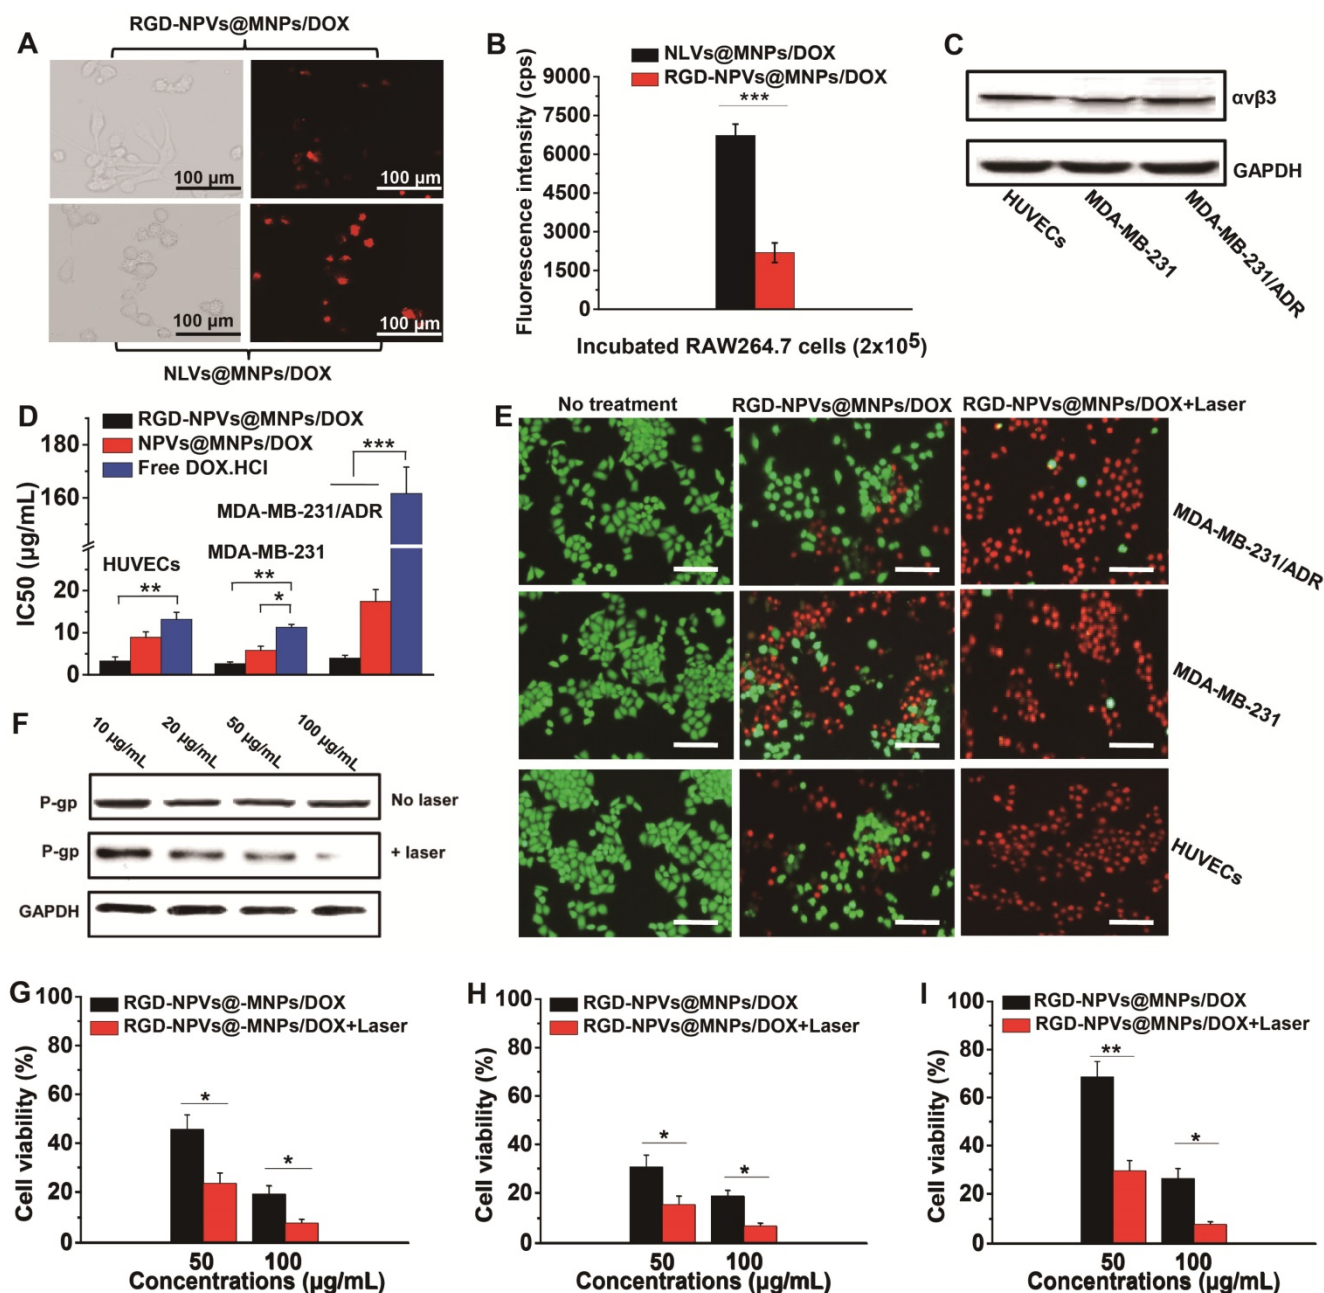 A
RGD-NPVs@MNPs/DOX
100 µm
100 µm
100 µm
100 µm
NLVs@MNPs/DOX
B
NLVs@MNPs/DOX
RGD-NPVs@MNPs/DOX
Fluorescence intensity (cps)
9000
7500
6000
4500
3000
1500
0
***
Incubated RAW264.7 cells (2x10⁵)
C
αvβ3
GAPDH
HUVECs
MDA-MB-231
MDA-MB-231/ADR
D
RGD-NPVs@MNPs/DOX
NPVs@MNPs/DOX
Free DOX.HCl
IC50 (µg/mL)
180
160
20
10
0
HUVECs
**
MDA-MB-231
**
*
MDA-MB-231/ADR
***
E
No treatment
RGD-NPVs@MNPs/DOX
RGD-NPVs@MNPs/DOX+Laser
MDA-MB-231/ADR
MDA-MB-231
HUVECs
F
10 µg/mL
20 µg/mL
50 µg/mL
100 µg/mL
P-gp
No laser
P-gp
+ laser
GAPDH
G
RGD-NPVs@-MNPs/DOX
RGD-NPVs@-MNPs/DOX+Laser
Cell viability (%)
100
80
60
40
20
0
*
*
50
100
Concentrations (µg/mL)
H
RGD-NPVs@MNPs/DOX
RGD-NPVs@MNPs/DOX+Laser
Cell viability (%)
100
80
60
40
20
0
*
*
50
100
Concentrations (µg/mL)
I
RGD-NPVs@MNPs/DOX
RGD-NPVs@MNPs/DOX+Laser
Cell viability (%)
100
80
60
40
20
0
**
*
50
100
Concentrations (µg/mL)